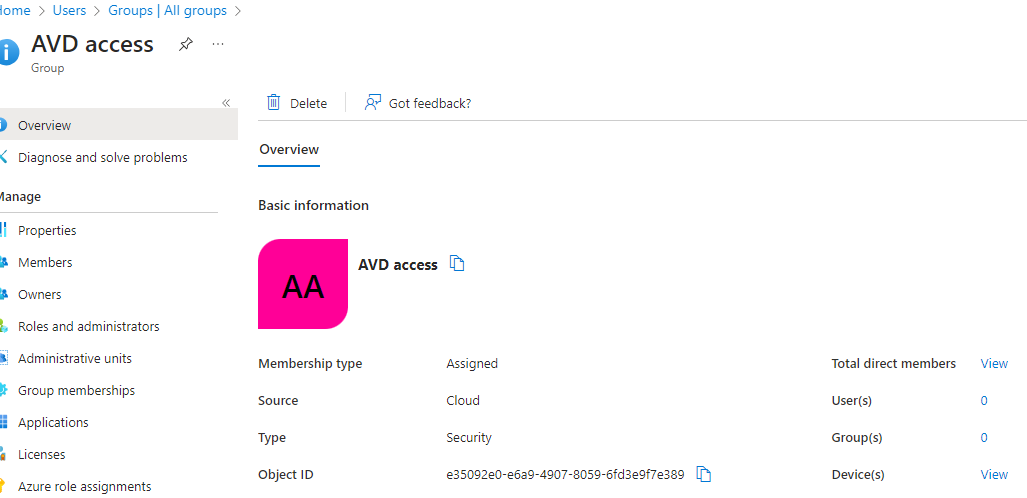 Home > Users > Groups | All groups >
AVD access
Group
Delete
Got feedback?
Overview
Diagnose and solve problems
Manage
Properties
Members
Owners
Roles and administrators
Administrative units
Group memberships
Applications
Licenses
Azure role assignments
Overview
Basic information
AA
AVD access
Membership type Assigned Total direct members View
Source Cloud User(s) 0
Type Security Group(s) 0
Object ID e35092e0-e6a9-4907-8059-6fd3e9f7e389 Device(s) View